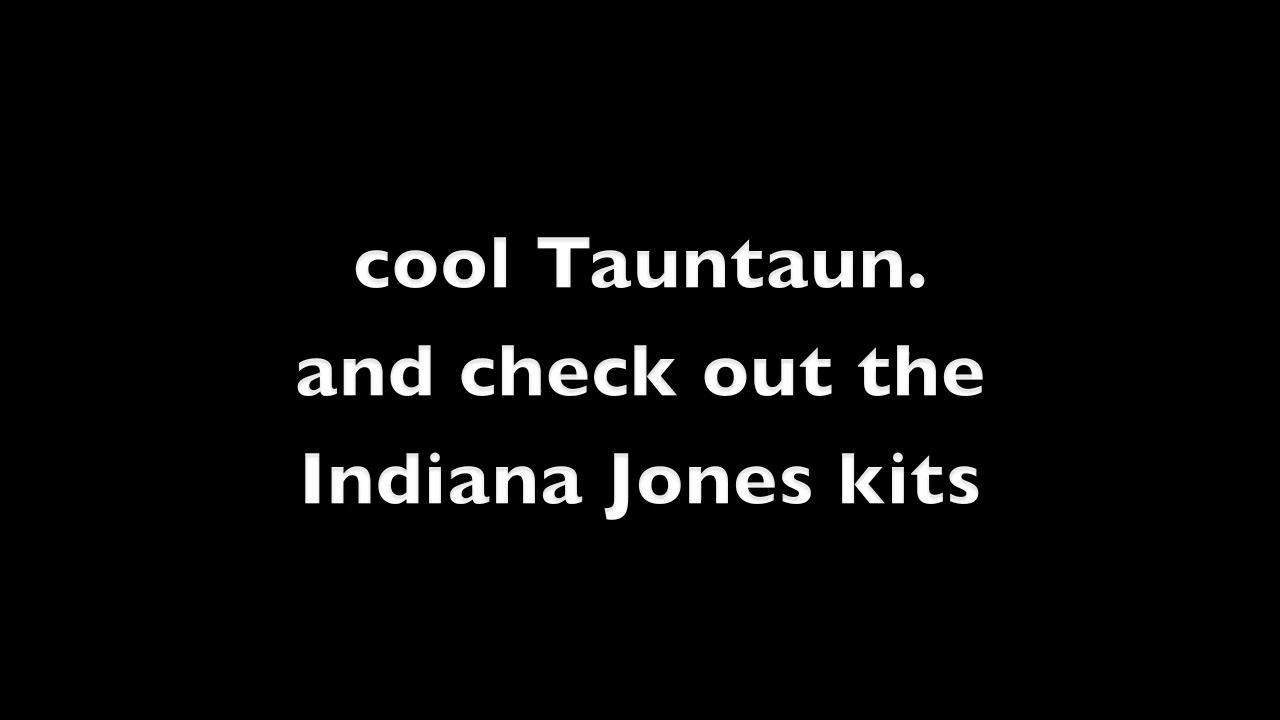 cool Tauntaun.
and check out the
Indiana Jones kits